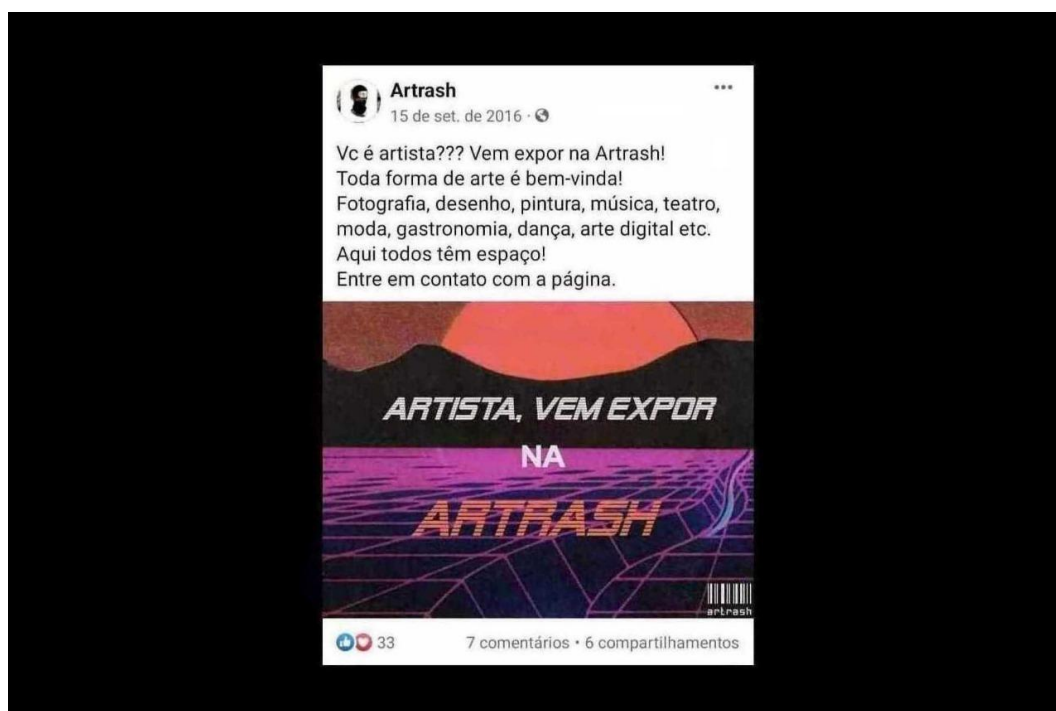 Artrash
15 de set. de 2016 ·
Vc é artista??? Vem expor na Artrash!
Toda forma de arte é bem-vinda!
Fotografia, desenho, pintura, música, teatro,
moda, gastronomia, dança, arte digital etc.
Aqui todos têm espaço!
Entre em contato com a página.
ARTISTA, VEM EXPOR
NA
ARTRASH
artrash
33
7 comentários • 6 compartilhamentos